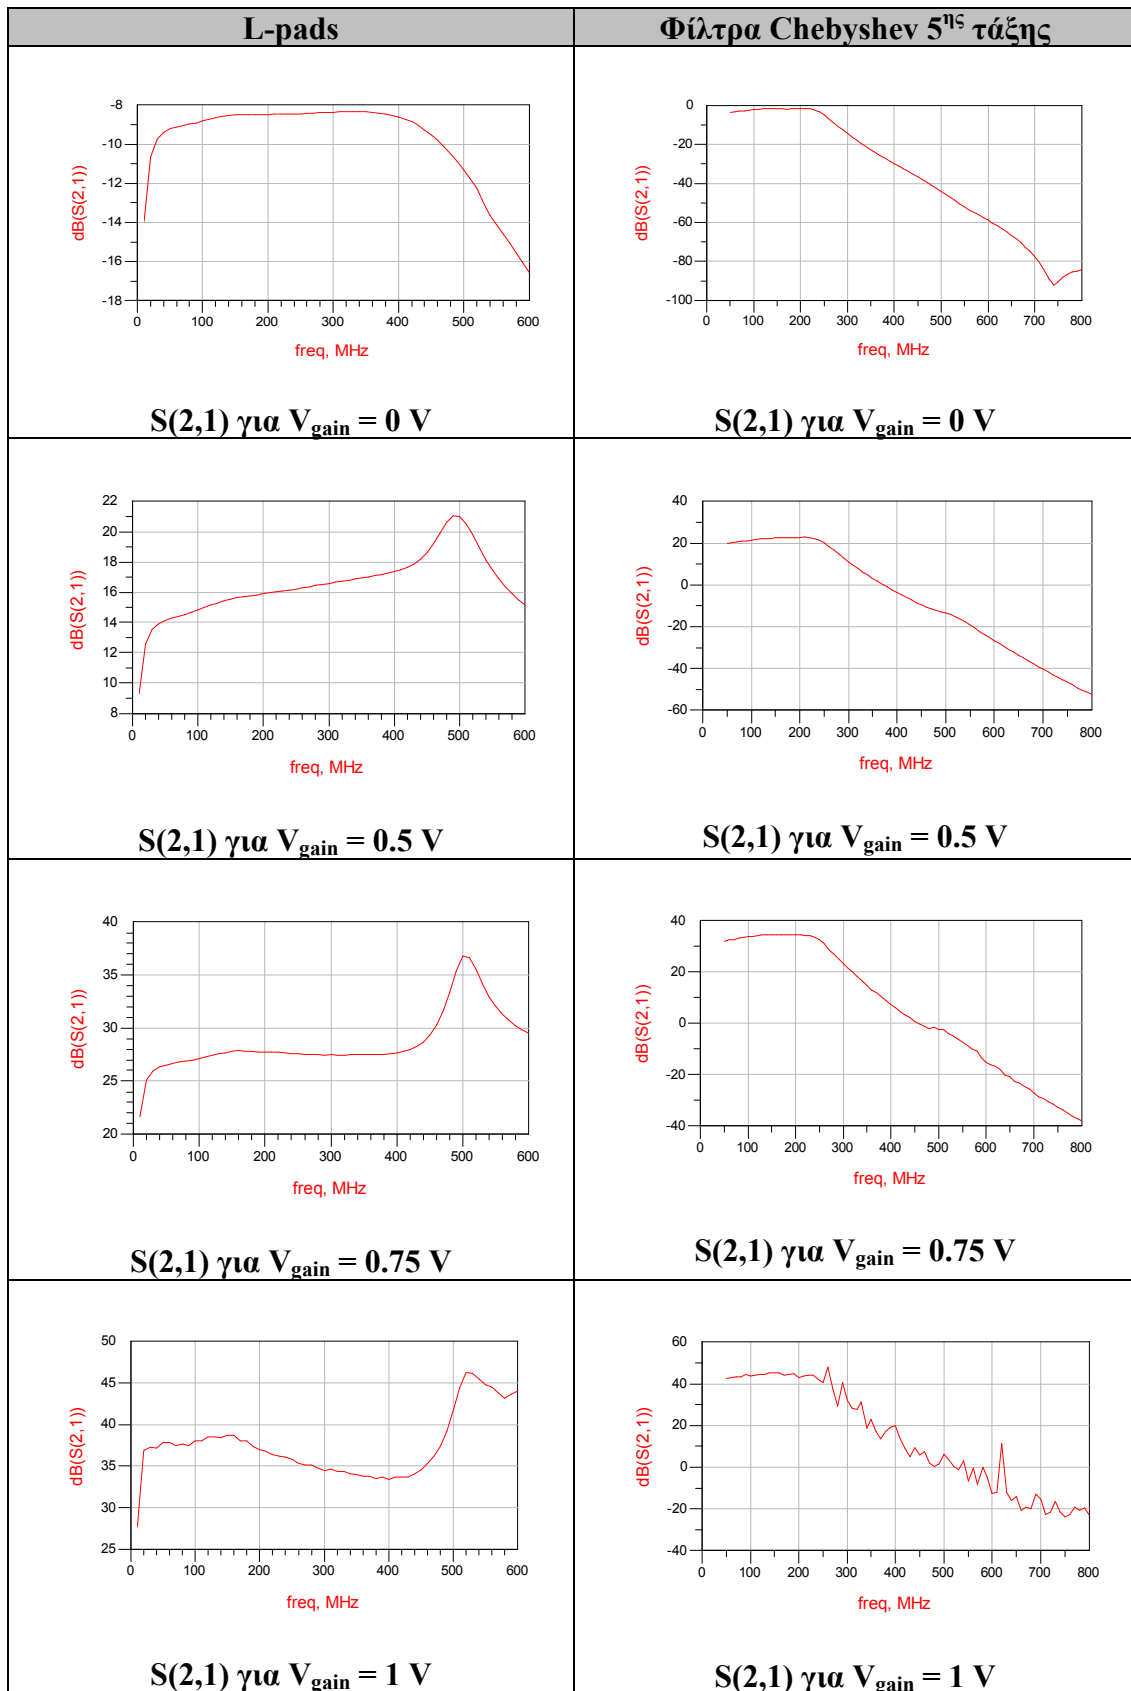 L-pads
Φίλτρα Chebyshev 5ης τάξης
-8
-10
-12
-14
-16
-18
0 100 200 300 400 500 600
dB(S(2,1))
freq, MHz
S(2,1) για Vgain = 0 V
0
-20
-40
-60
-80
-100
0 100 200 300 400 500 600 700 800
dB(S(2,1))
freq, MHz
S(2,1) για Vgain = 0 V
22
20
18
16
14
12
10
8
0 100 200 300 400 500 600
dB(S(2,1))
freq, MHz
S(2,1) για Vgain = 0.5 V
40
20
0
-20
-40
-60
0 100 200 300 400 500 600 700 800
dB(S(2,1))
freq, MHz
S(2,1) για Vgain = 0.5 V
40
35
30
25
20
0 100 200 300 400 500 600
dB(S(2,1))
freq, MHz
S(2,1) για Vgain = 0.75 V
40
20
0
-20
-40
0 100 200 300 400 500 600 700 800
dB(S(2,1))
freq, MHz
S(2,1) για Vgain = 0.75 V
50
45
40
35
30
25
0 100 200 300 400 500 600
dB(S(2,1))
freq, MHz
S(2,1) για Vgain = 1 V
60
40
20
0
-20
-40
0 100 200 300 400 500 600 700 800
dB(S(2,1))
freq, MHz
S(2,1) για Vgain = 1 V